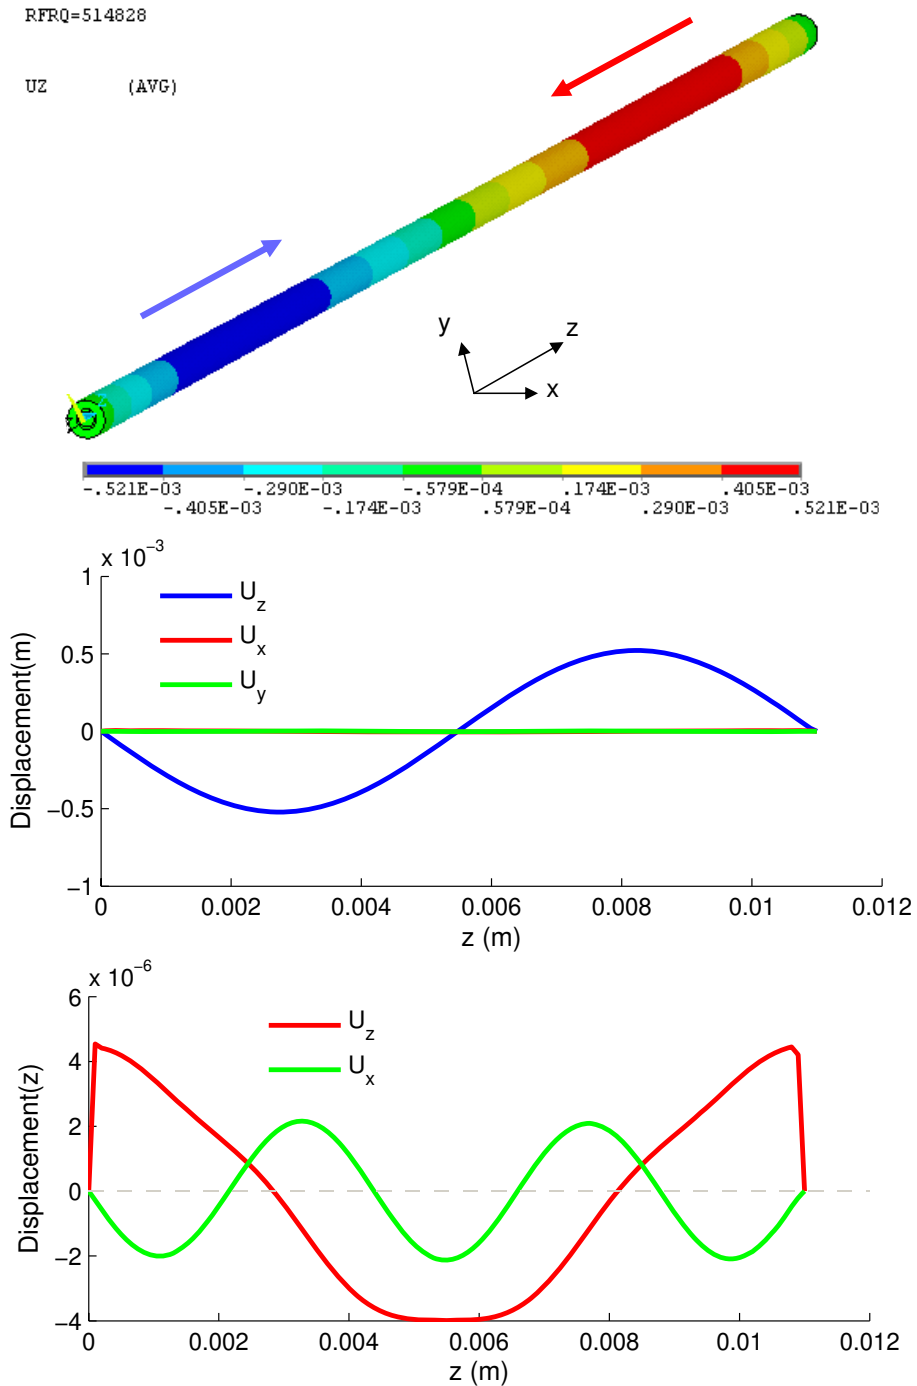 RFRQ=514828
UZ (AVG)
y
z
x
-.521E-03 -.290E-03 -.579E-04 .174E-03 .405E-03
-.405E-03 -.174E-03 .579E-04 .290E-03 .521E-03
x 10⁻³
1
U_z
U_x
0.5
U_y
0
Displacement(m)
−0.5
−1
0 0.002 0.004 0.006 0.008 0.01 0.012
z (m)
x 10⁻⁶
6
U_z
4
U_x
2
Displacement(z)
0
−2
−4
0 0.002 0.004 0.006 0.008 0.01 0.012
z (m)